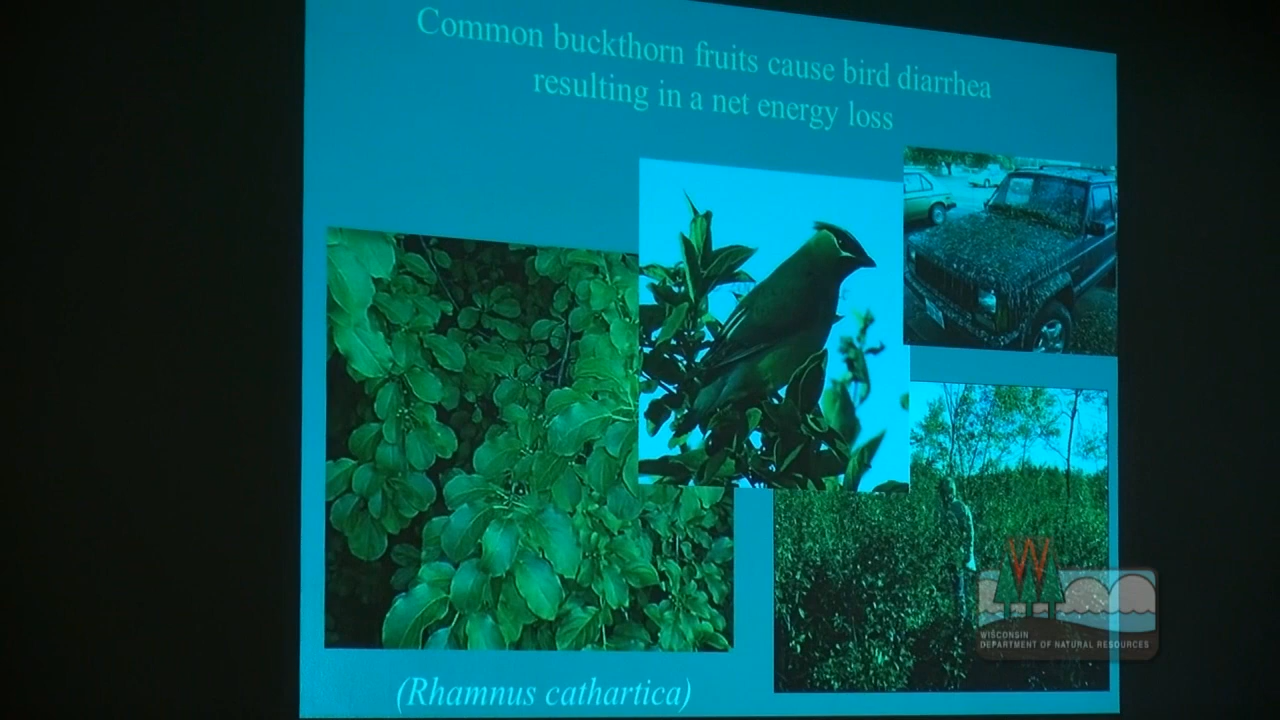 Common buckthorn fruits cause bird diarrhea
resulting in a net energy loss
(Rhamnus cathartica)
W
WISCONSIN
DEPARTMENT OF NATURAL RESOURCES